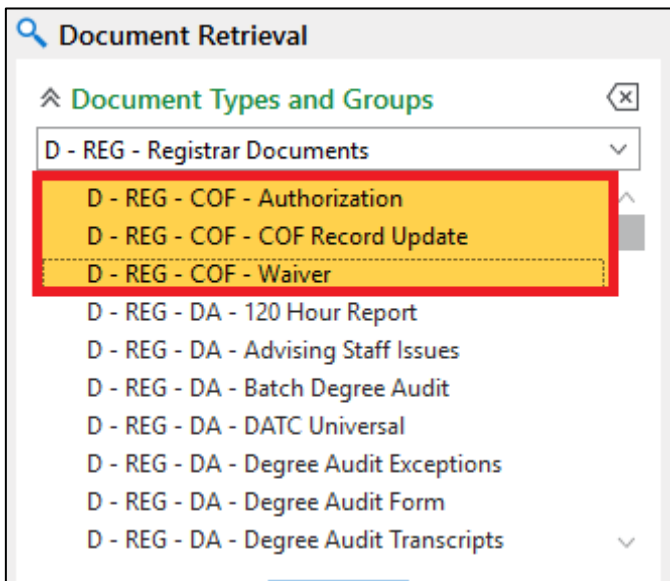 Document Retrieval
Document Types and Groups
D - REG - Registrar Documents
D - REG - COF - Authorization
D - REG - COF - COF Record Update
D - REG - COF - Waiver
D - REG - DA - 120 Hour Report
D - REG - DA - Advising Staff Issues
D - REG - DA - Batch Degree Audit
D - REG - DA - DATC Universal
D - REG - DA - Degree Audit Exceptions
D - REG - DA - Degree Audit Form
D - REG - DA - Degree Audit Transcripts